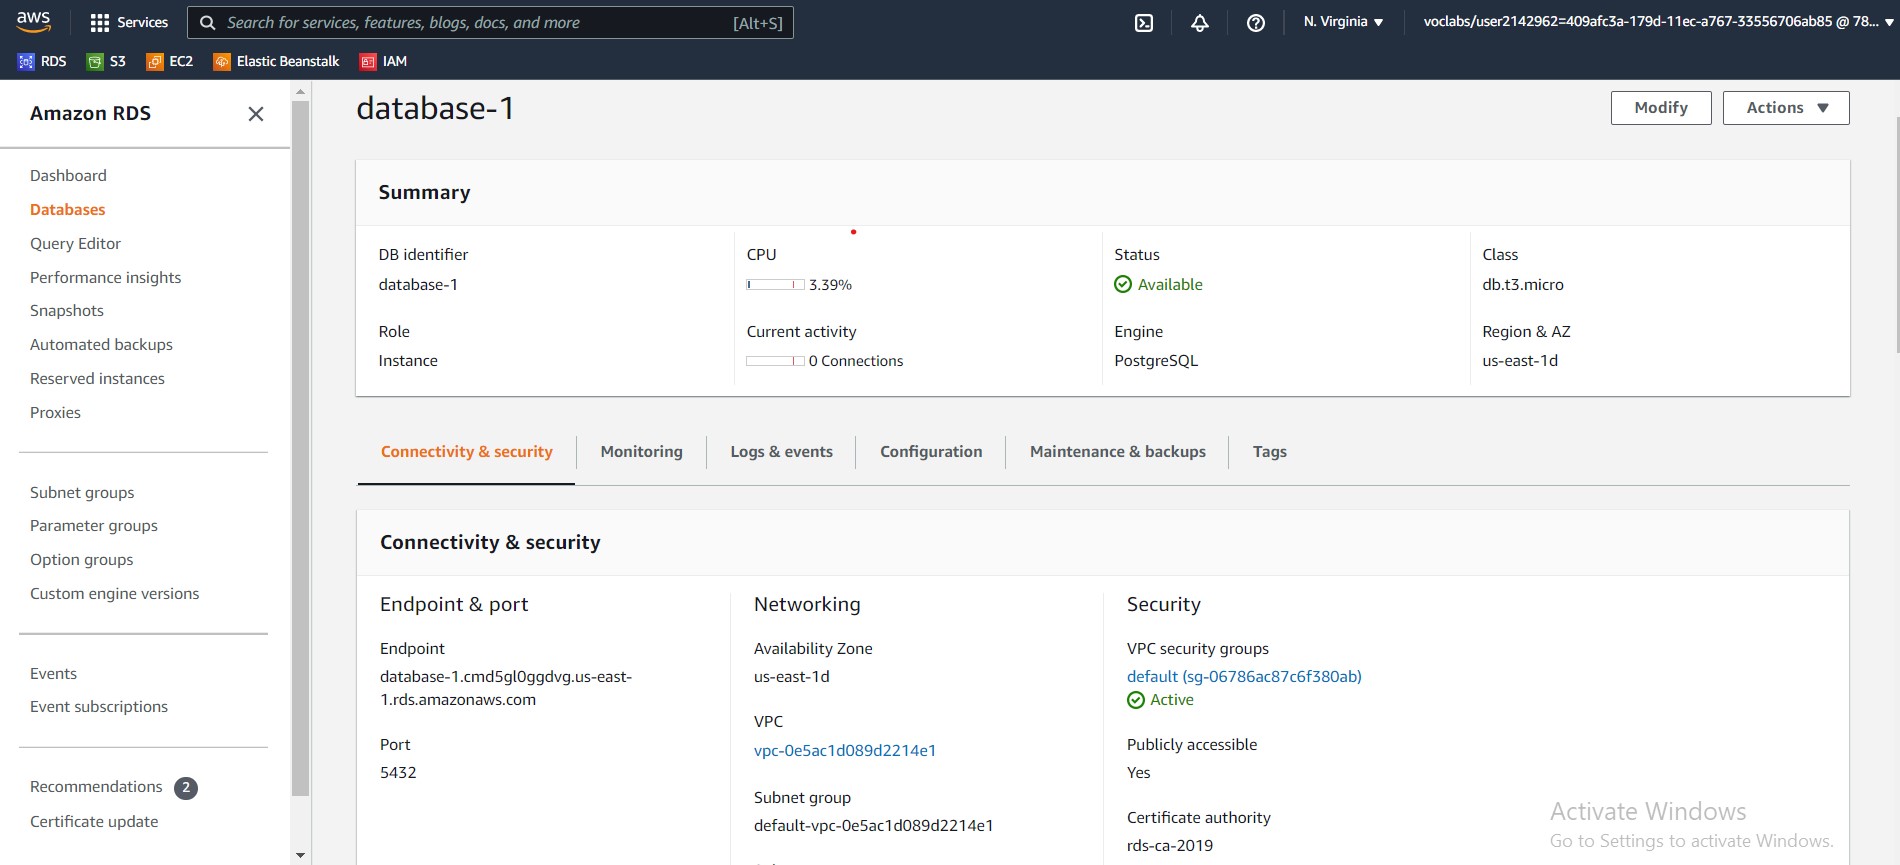 aws
Services
Search for services, features, blogs, docs, and more
[Alt+S]
N. Virginia
voclabs/user2142962=409afc3a-179d-11ec-a767-33556706ab85 @ 78...
RDS
S3
EC2
Elastic Beanstalk
IAM
Amazon RDS
Dashboard
Databases
Query Editor
Performance insights
Snapshots
Automated backups
Reserved instances
Proxies
Subnet groups
Parameter groups
Option groups
Custom engine versions
Events
Event subscriptions
Recommendations 2
Certificate update
database-1
Modify
Actions
Summary
DB identifier
database-1
CPU
3.39%
Status
Available
Class
db.t3.micro
Role
Instance
Current activity
0 Connections
Engine
PostgreSQL
Region & AZ
us-east-1d
Connectivity & security
Monitoring
Logs & events
Configuration
Maintenance & backups
Tags
Connectivity & security
Endpoint & port
Endpoint
database-1.cmd5gl0ggdvg.us-east-
1.rds.amazonaws.com
Port
5432
Networking
Availability Zone
us-east-1d
VPC
vpc-0e5ac1d089d2214e1
Subnet group
default-vpc-0e5ac1d089d2214e1
Security
VPC security groups
default (sg-06786ac87c6f380ab)
Active
Publicly accessible
Yes
Certificate authority
rds-ca-2019
Activate Windows
Go to Settings to activate Windows.